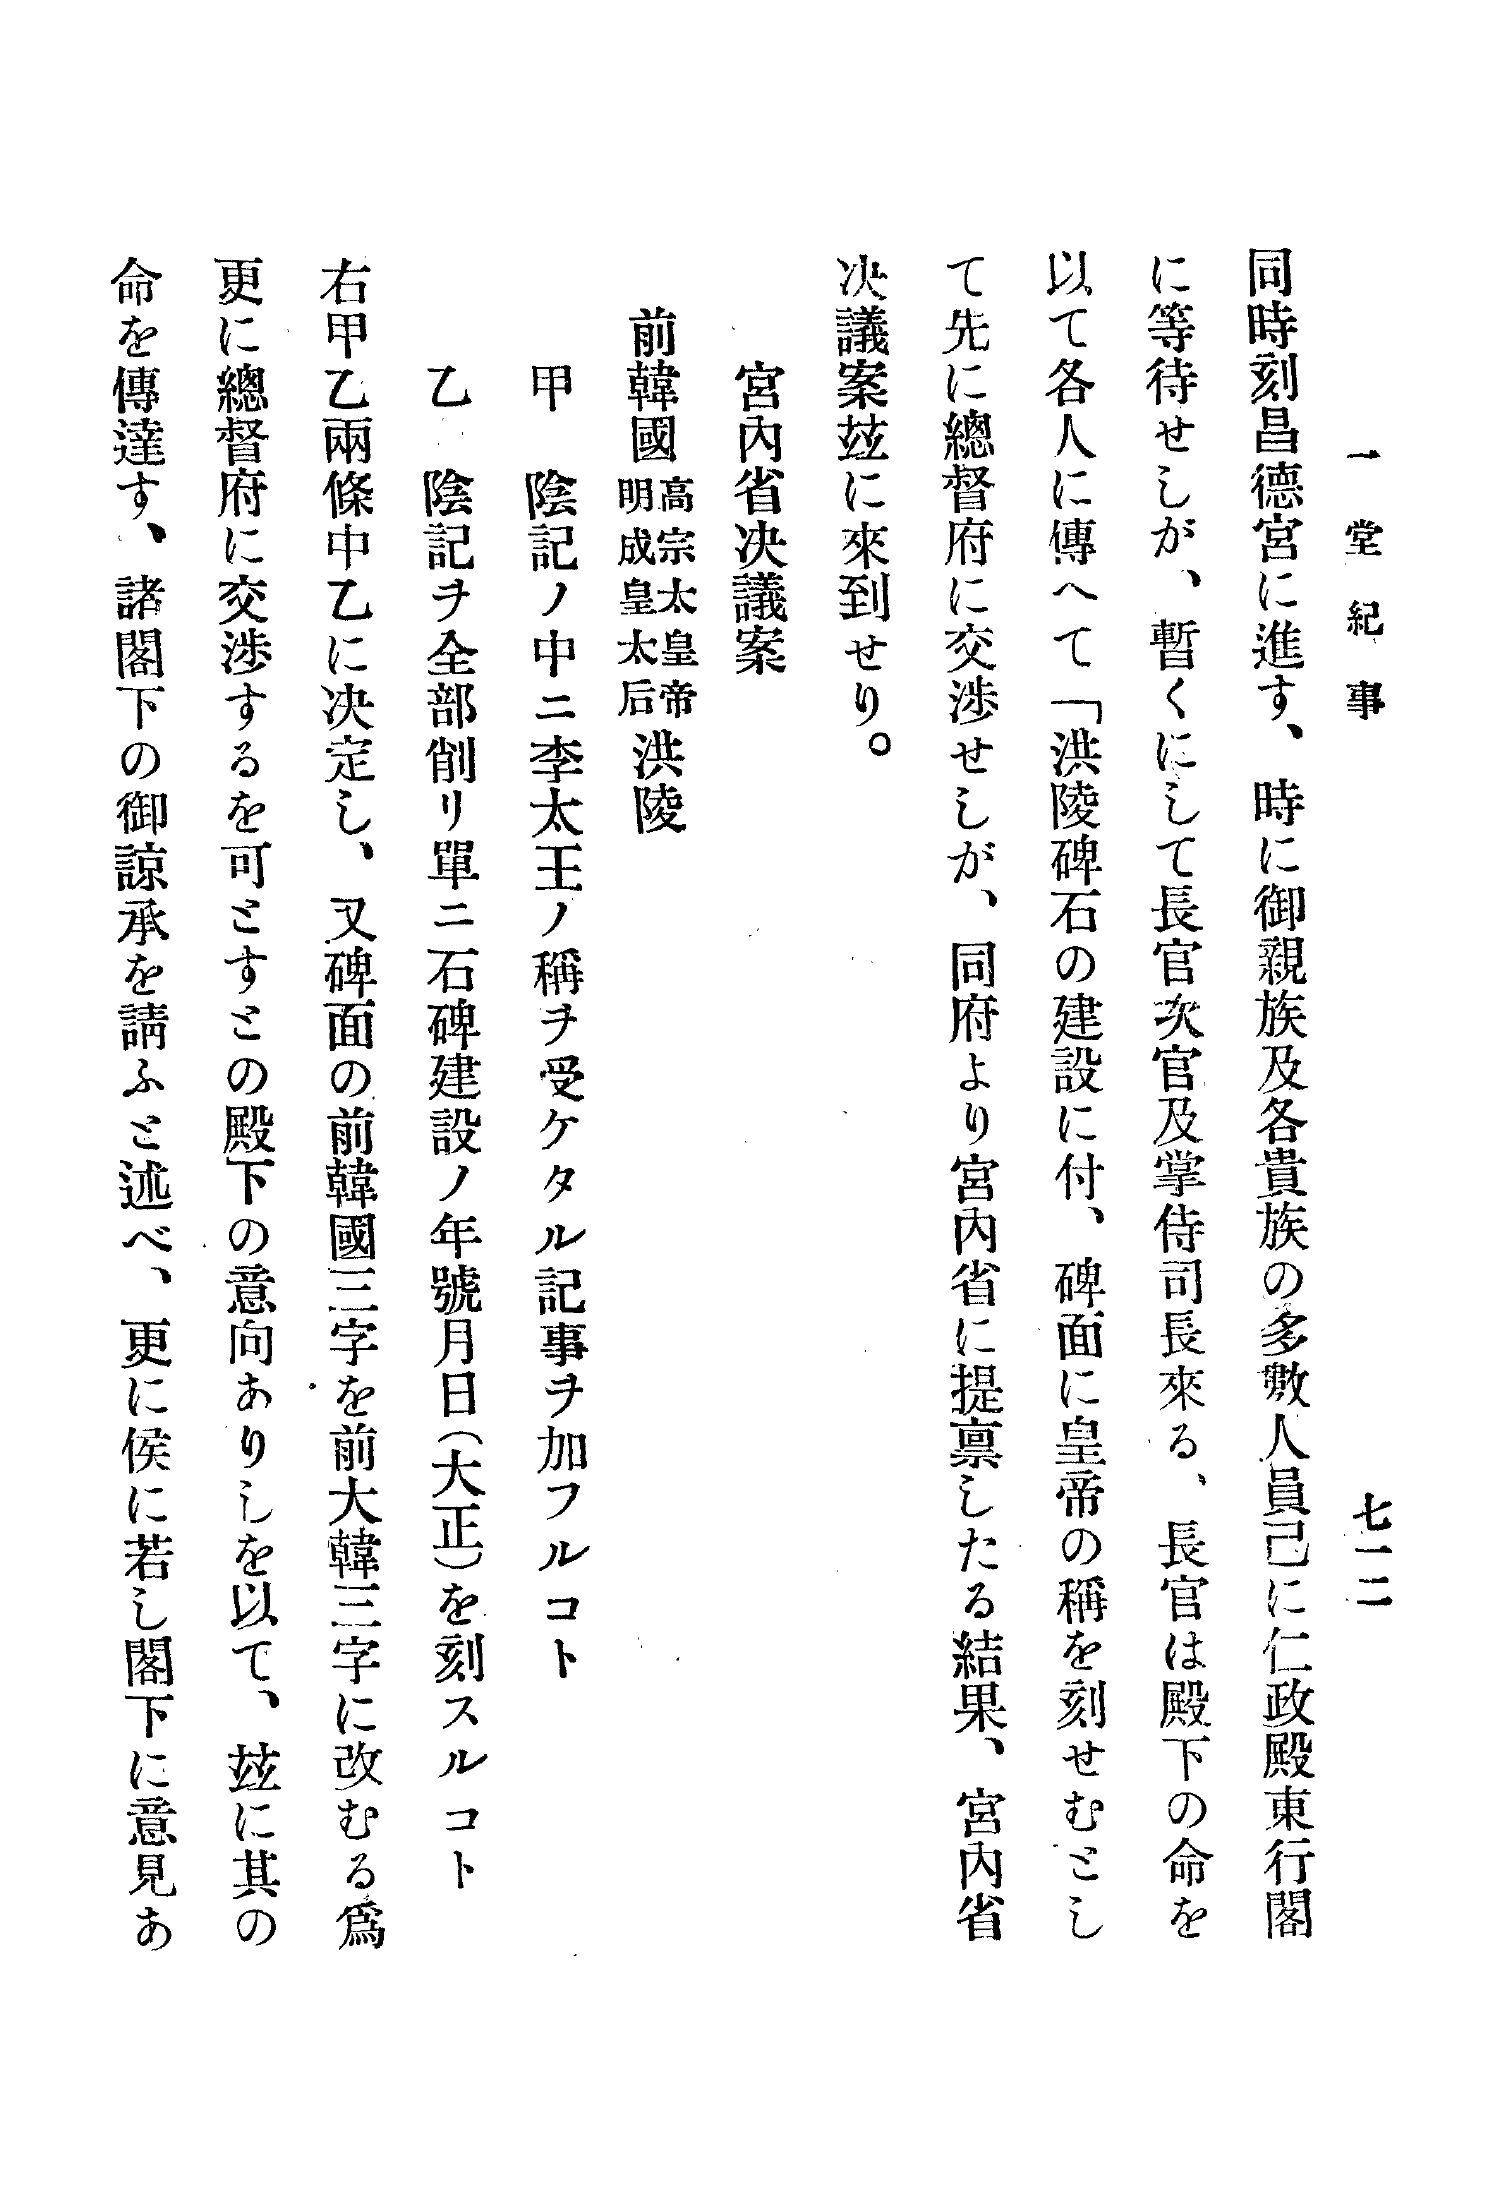 一堂紀事
七一二
同時刻昌德宮に進す、時に御親族及各貴族の多數人員己に仁政殿東行閣
に等待せしが、暫くにして長官次官及掌侍司長來る、長官は殿下の命を
以て各人に傳へて「洪陵碑石の建設に付、碑面に皇帝の稱を刻せむとし
て先に總督府に交渉せしが、同府より宮內省に提禀したる結果、宮內省
决議案玆に來到せり。
宮內省决議案
前韓國高宗太皇帝明成皇太后洪陵
甲　陰記ノ中ニ李太王ノ稱ヲ受ケタル記事ヲ加フルコト
乙　陰記ヲ全部削リ單ニ石碑建設ノ年號月日(大正)を刻スルコト
右甲乙兩條中乙に决定し、又碑面の前韓國三字を前大韓三字に改むる爲
更に總督府に交渉するを可とすとの殿下の意向ありしを以て、玆に其の
命を傳達す、諸閣下の御諒承を請ふと述べ、更に侯に若し閣下に意見あ